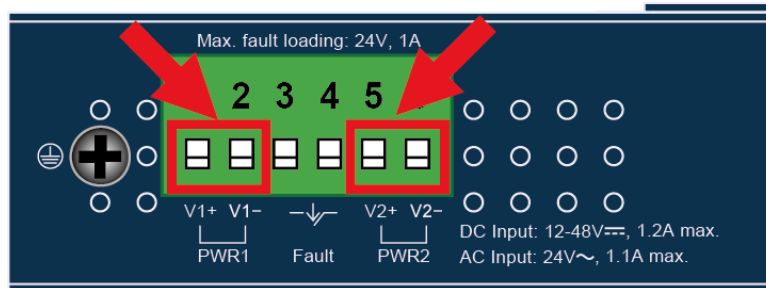 Max. fault loading: 24V, 1A
2 3 4 5
V1+ V1− V2+ V2−
PWR1 Fault PWR2
DC Input: 12-48V⎓, 1.2A max.
AC Input: 24V～, 1.1A max.